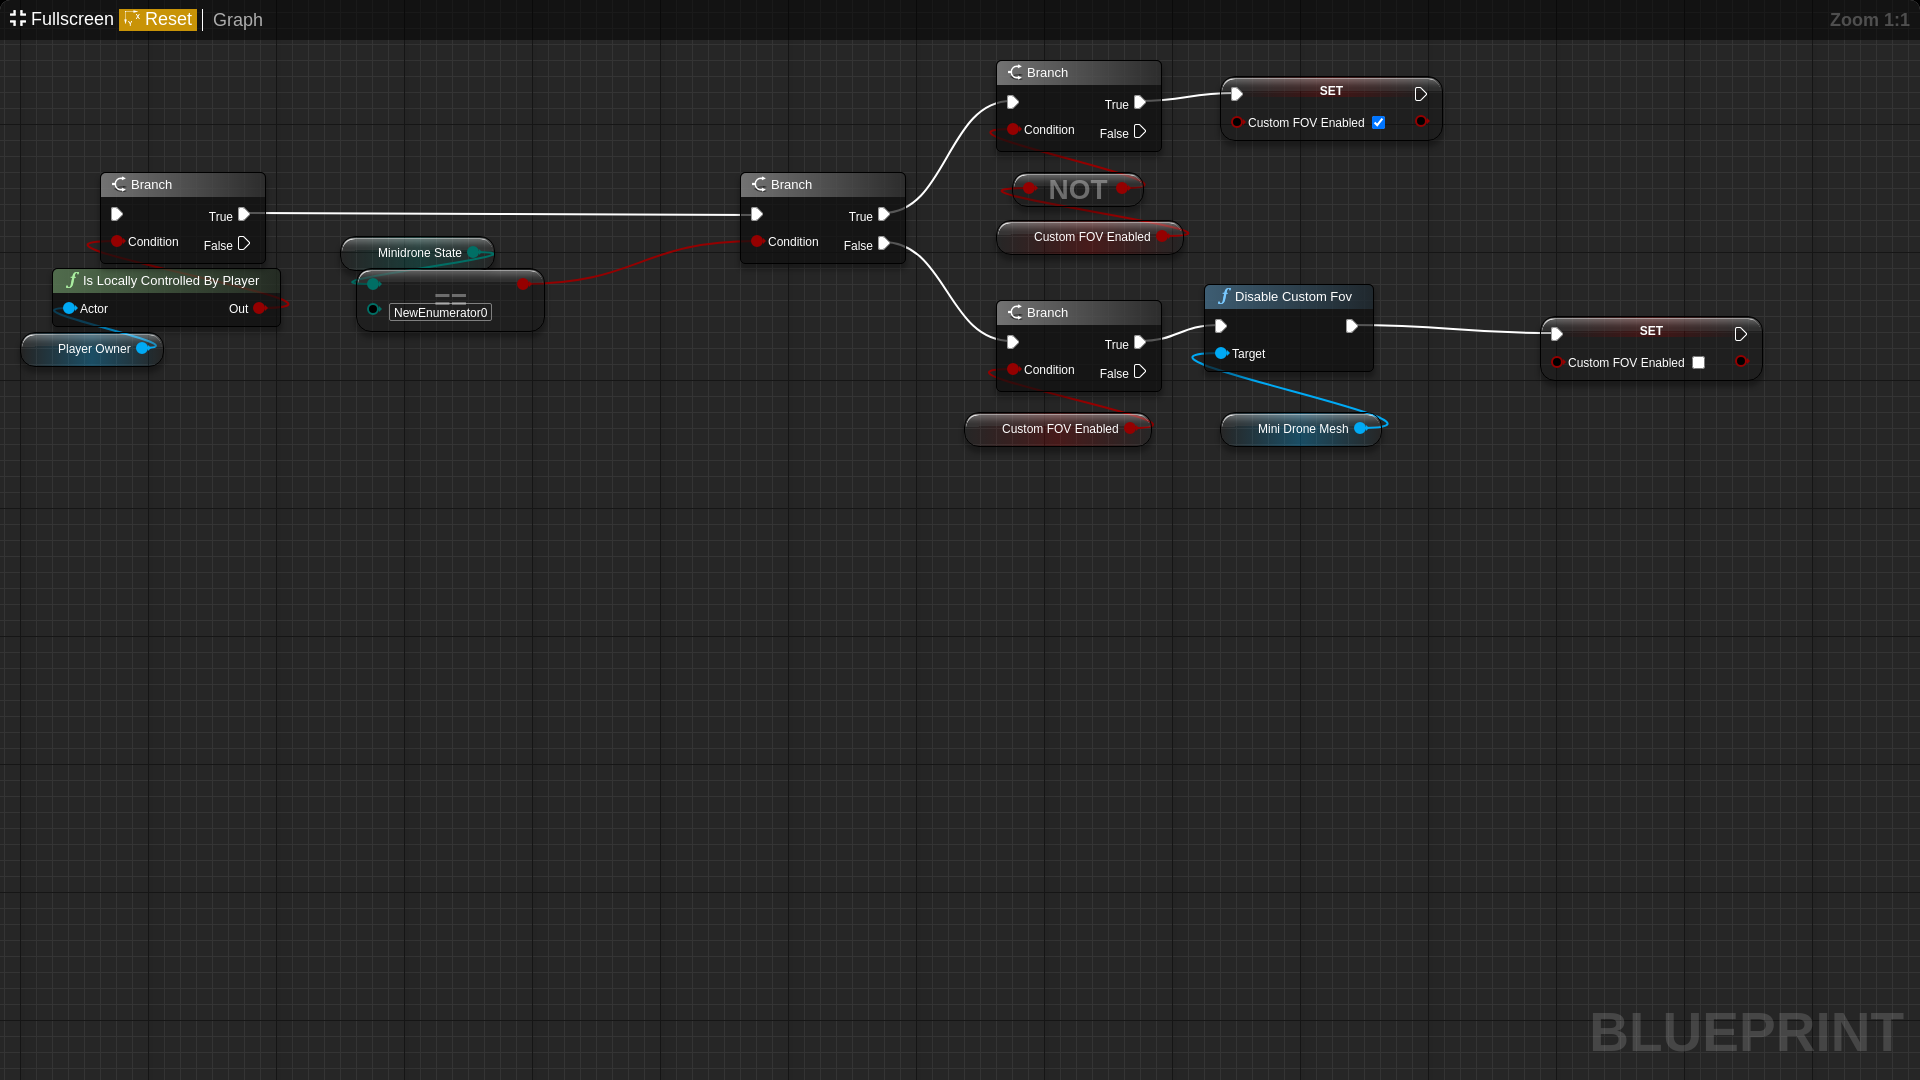 Fullscreen Reset Graph Zoom 1:1
Branch
True
Condition
False
SET
Custom FOV Enabled
NOT
Custom FOV Enabled
Branch
True
Condition
False
Is Locally Controlled By Player
Actor Out
Player Owner
Minidrone State
==
NewEnumerator0
Branch
True
Condition
False
Branch
True
Condition
False
Custom FOV Enabled
Disable Custom Fov
Target
Mini Drone Mesh
SET
Custom FOV Enabled
BLUEPRINT